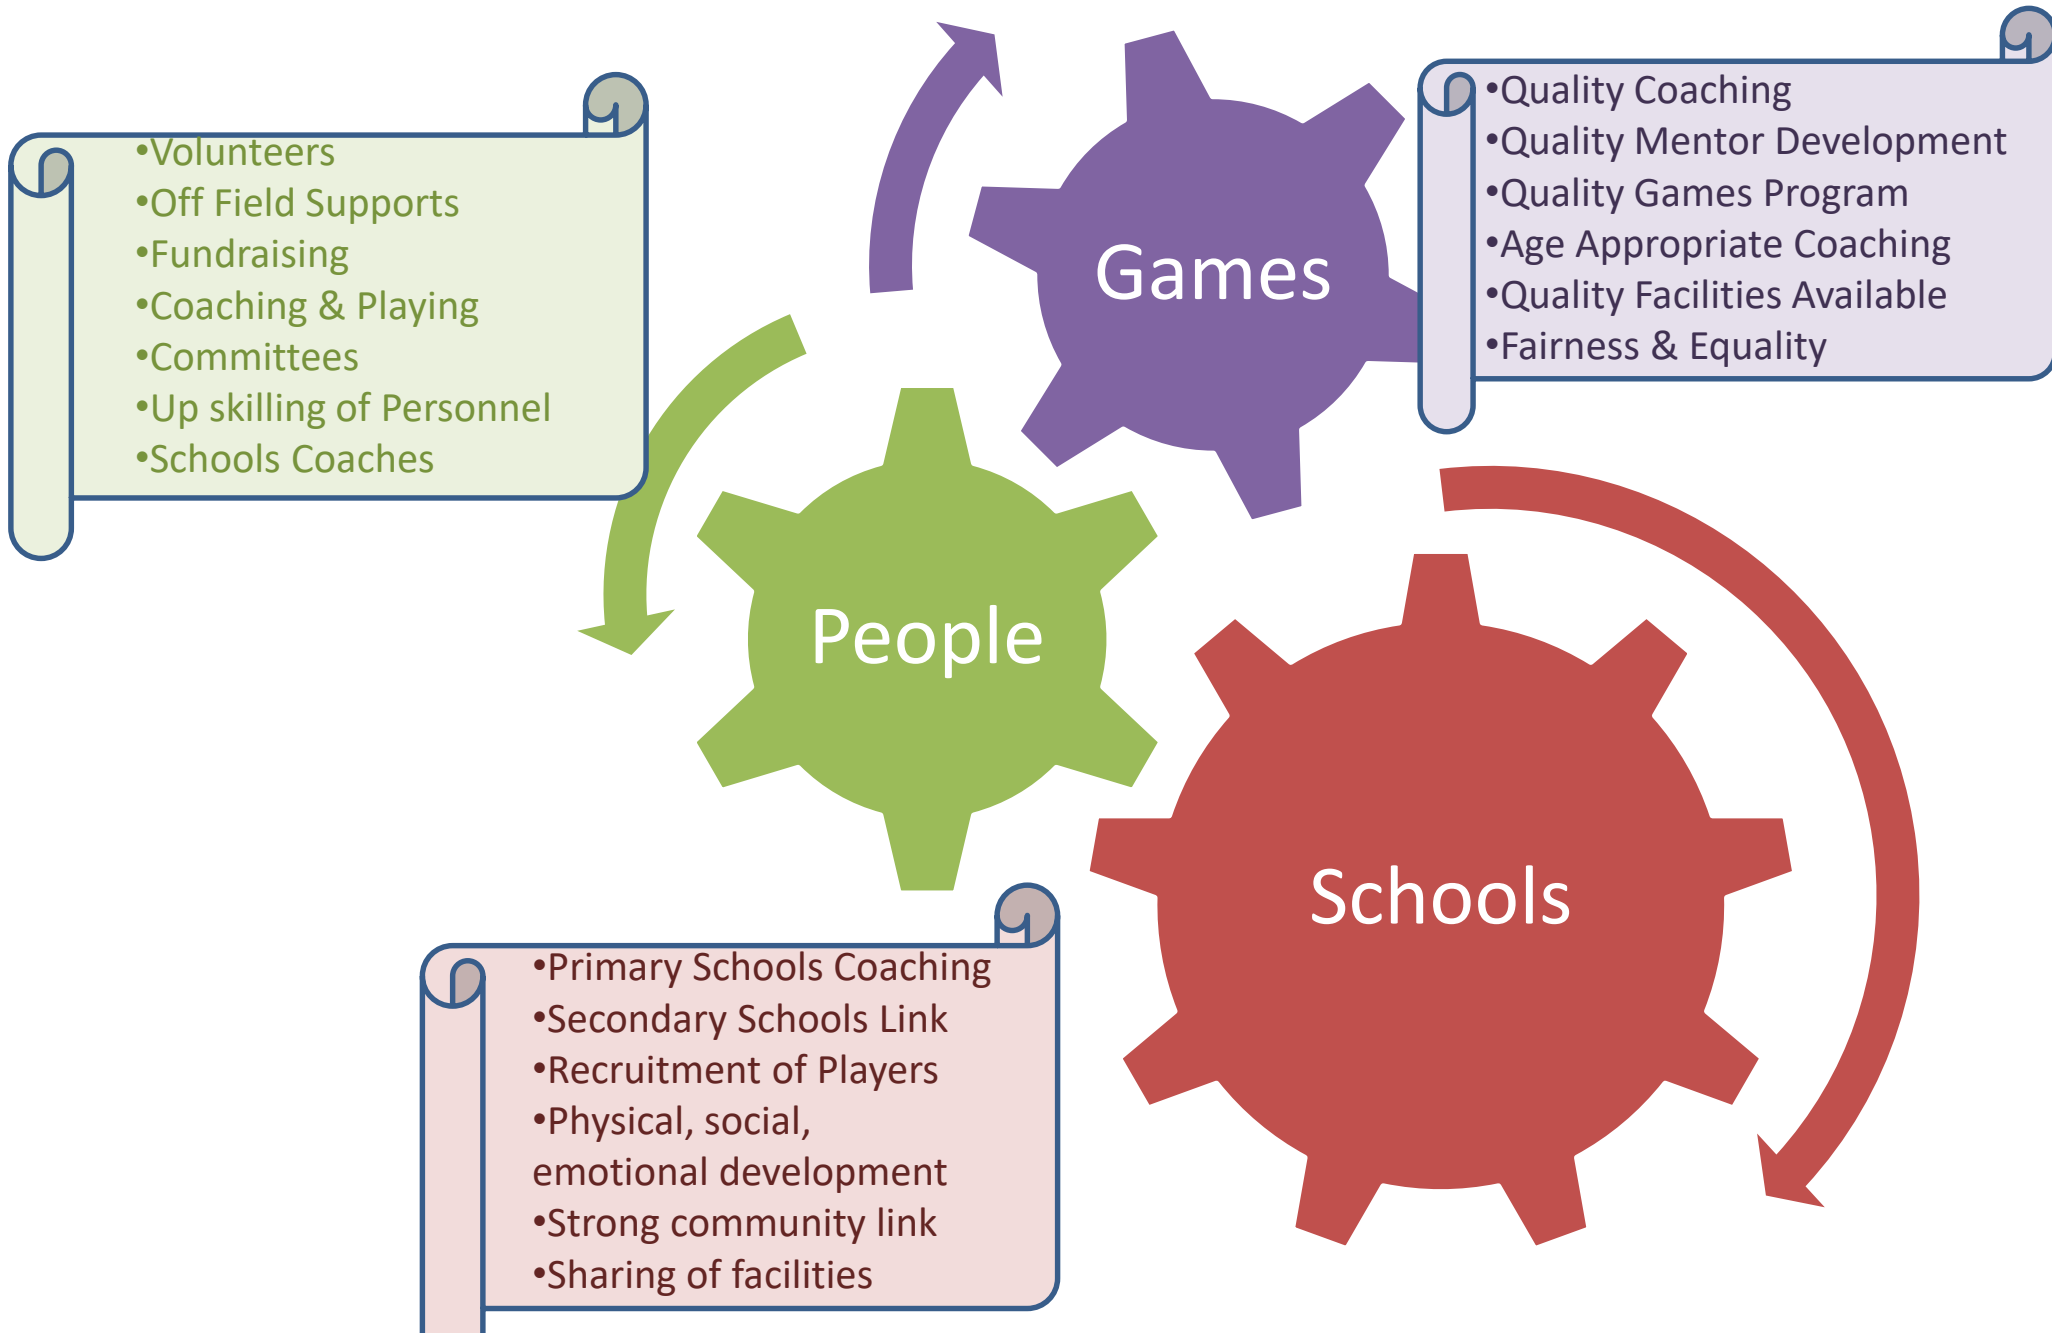 •Volunteers
•Off Field Supports
•Fundraising
•Coaching & Playing
•Committees
•Up skilling of Personnel
•Schools Coaches
Games
•Quality Coaching
•Quality Mentor Development
•Quality Games Program
•Age Appropriate Coaching
•Quality Facilities Available
•Fairness & Equality
People
Schools
•Primary Schools Coaching
•Secondary Schools Link
•Recruitment of Players
•Physical, social,
emotional development
•Strong community link
•Sharing of facilities